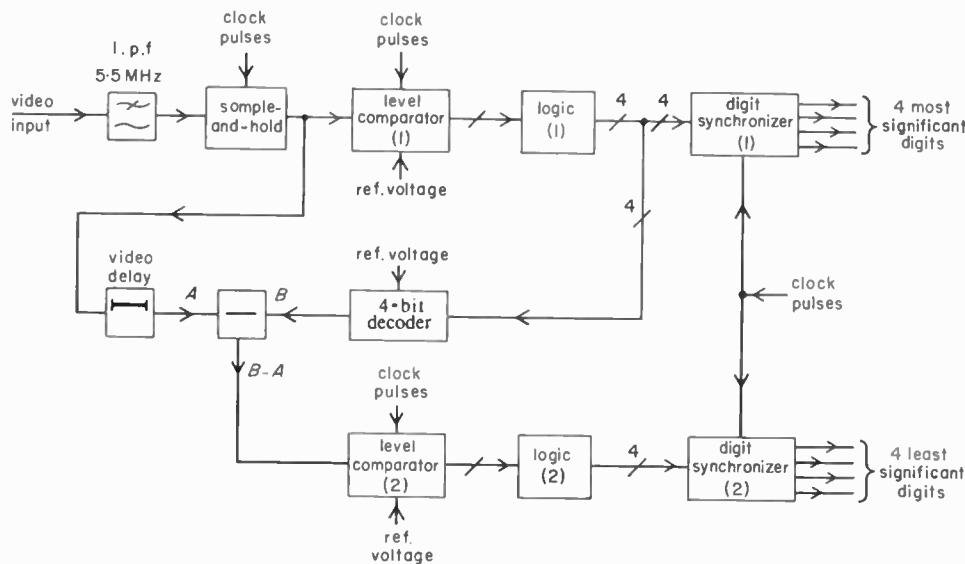 clock
pulses
clock
pulses
l.p.f
5·5 MHz
video
input
somple-
and-hold
level
comparator
(1)
logic
(1)
4
4
digit
synchronizer
(1)
4 most
significant
digits
ref. voltage
4
video
delay
A
B
ref. voltage
4-bit
decoder
clock
pulses
B-A
clock
pulses
level
comparator
(2)
logic
(2)
4
digit
synchronizer
(2)
4 least
significant
digits
ref.
voltage